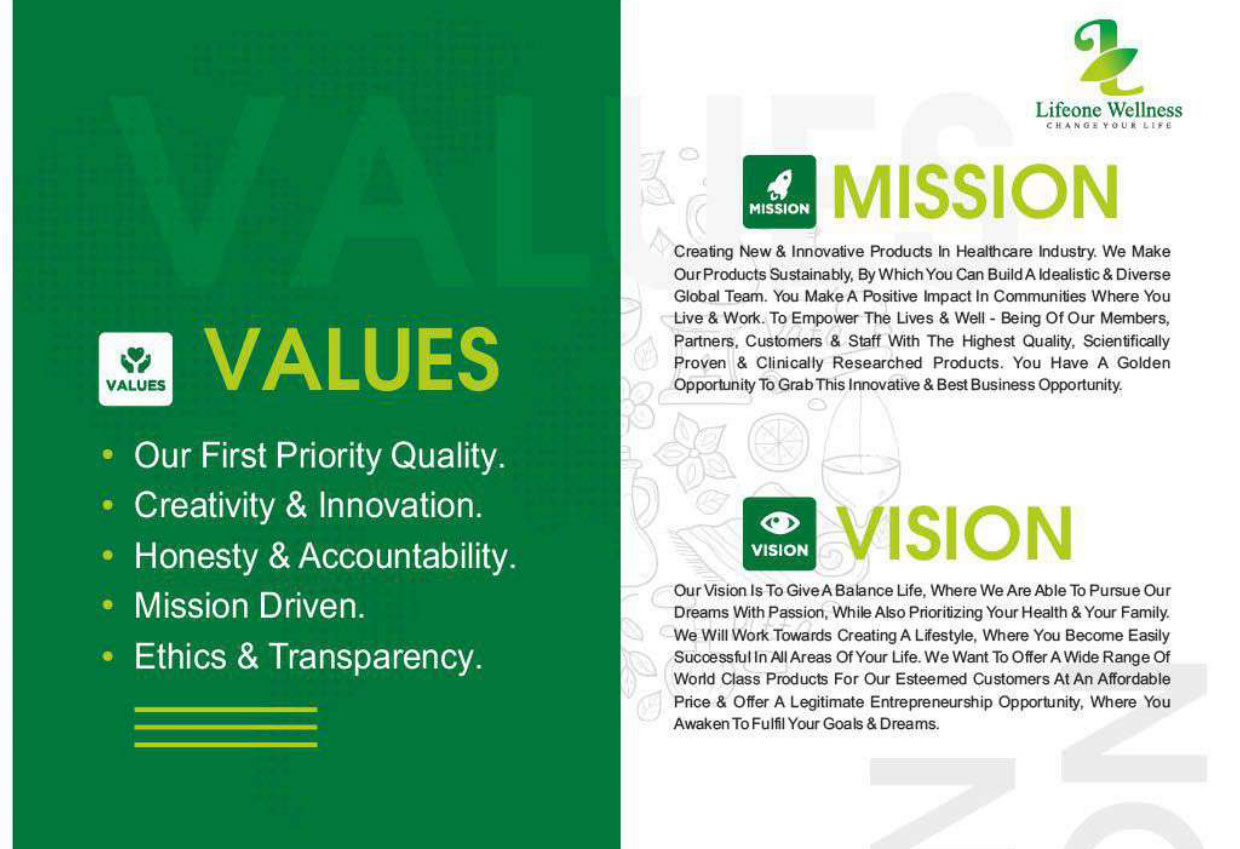 VALUES
VALUES
VALUES
• Our First Priority Quality.
• Creativity & Innovation.
• Honesty & Accountability.
• Mission Driven.
• Ethics & Transparency.
Lifeone Wellness
CHANGE YOUR LIFE
MISSION
MISSION
Creating New & Innovative Products In Healthcare Industry. We Make
Our Products Sustainably, By Which You Can Build A Idealistic & Diverse
Global Team. You Make A Positive Impact In Communities Where You
Live & Work. To Empower The Lives & Well - Being Of Our Members,
Partners, Customers & Staff With The Highest Quality, Scientifically
Proven & Clinically Researched Products. You Have A Golden
Opportunity To Grab This Innovative & Best Business Opportunity.
VISION
VISION
Our Vision Is To Give A Balance Life, Where We Are Able To Pursue Our
Dreams With Passion, While Also Prioritizing Your Health & Your Family.
We Will Work Towards Creating A Lifestyle, Where You Become Easily
Successful In All Areas Of Your Life. We Want To Offer A Wide Range Of
World Class Products For Our Esteemed Customers At An Affordable
Price & Offer A Legitimate Entrepreneurship Opportunity, Where You
Awaken To Fulfil Your Goals & Dreams.